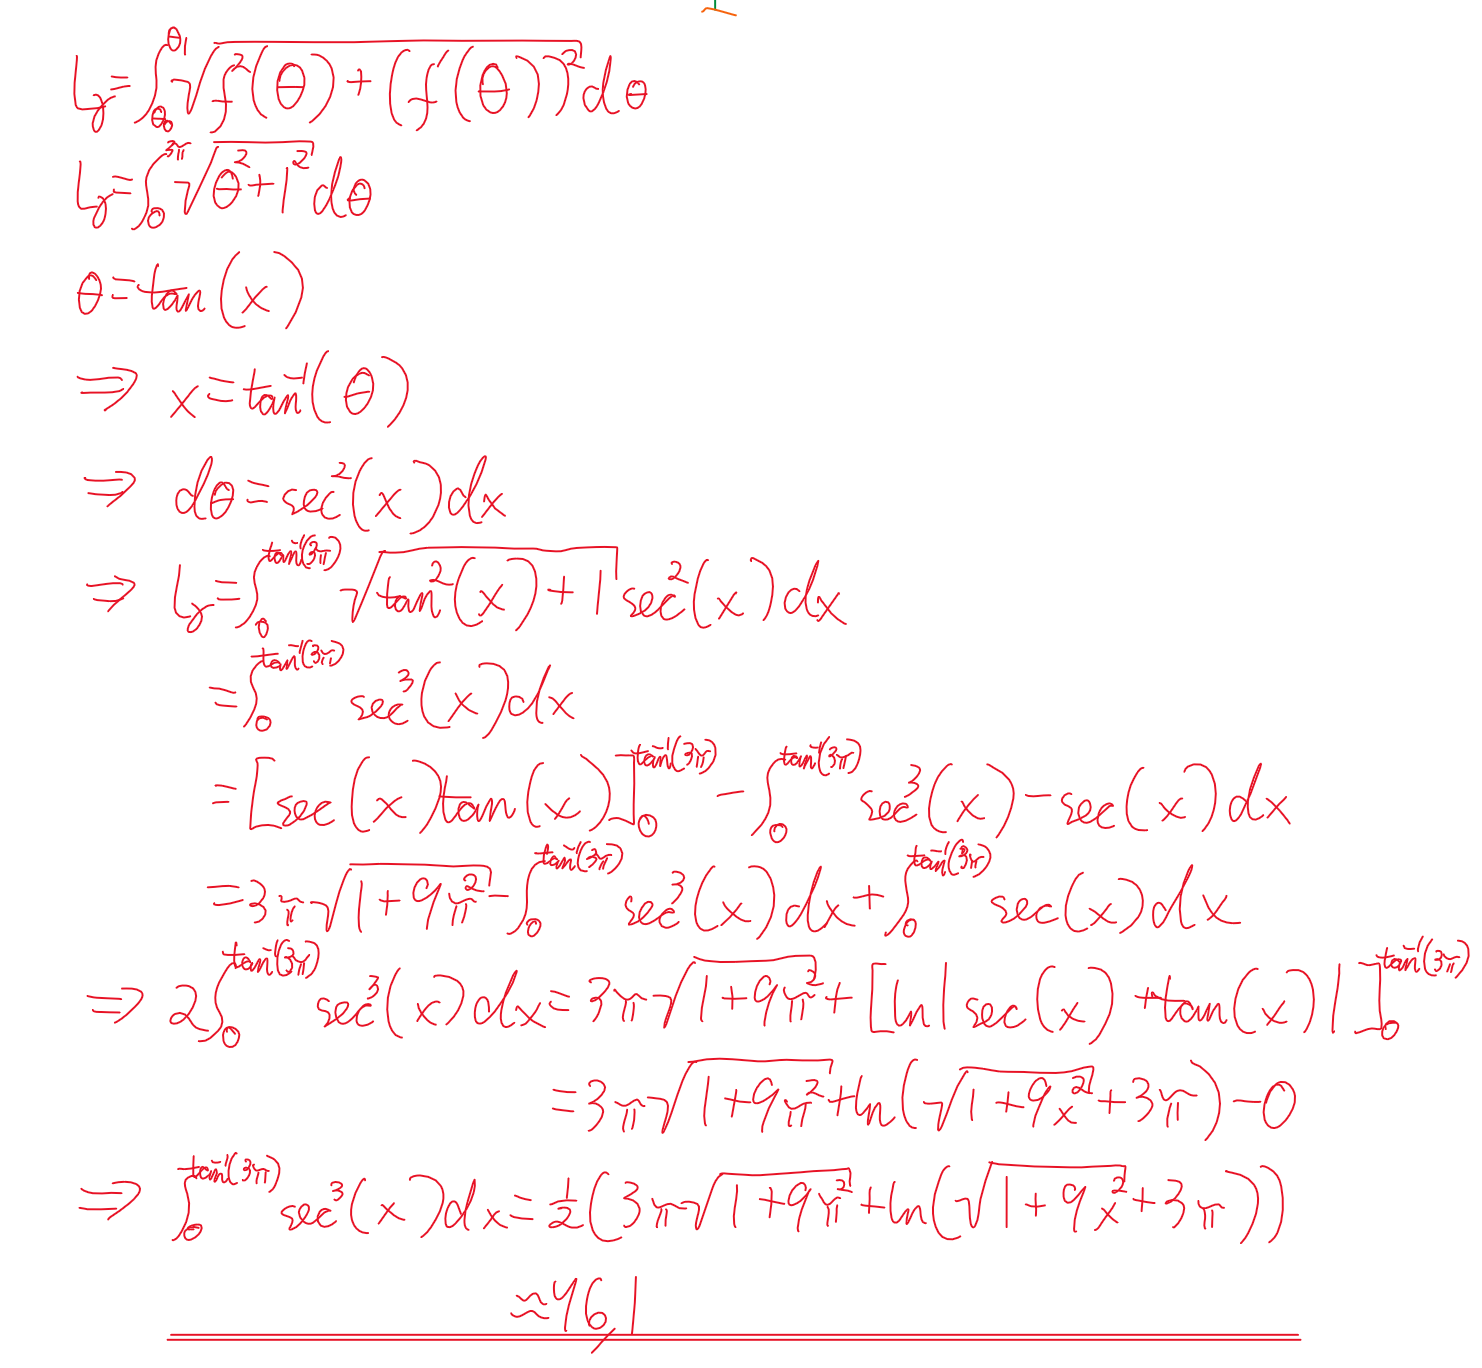 L_γ = ∫_{θ₀}^{θ₁} √(f²(θ) + (f′(θ))²) dθ
L_γ = ∫_0^{3π} √(θ² + 1²) dθ
θ = tan(x)
⇒ x = tan⁻¹(θ)
⇒ dθ = sec²(x) dx
⇒ L_γ = ∫_0^{tan⁻¹(3π)} √(tan²(x) + 1) sec²(x) dx
= ∫_0^{tan⁻¹(3π)} sec³(x) dx
= [sec(x) tan(x)]_0^{tan⁻¹(3π)} − ∫_0^{tan⁻¹(3π)} sec³(x) − sec(x) dx
= 3π√(1 + 9π²) − ∫_0^{tan⁻¹(3π)} sec³(x) dx + ∫_0^{tan⁻¹(3π)} sec(x) dx
⇒ 2∫_0^{tan⁻¹(3π)} sec³(x) dx = 3π√(1 + 9π²) + [ln|sec(x) + tan(x)|]_0^{tan⁻¹(3π)}
= 3π√(1 + 9π²) + ln(√(1 + 9x²) + 3π) − 0
⇒ ∫_0^{tan⁻¹(3π)} sec³(x) dx = ½(3π√(1 + 9π²) + ln(√(1 + 9x²) + 3π))
≈ 46,1